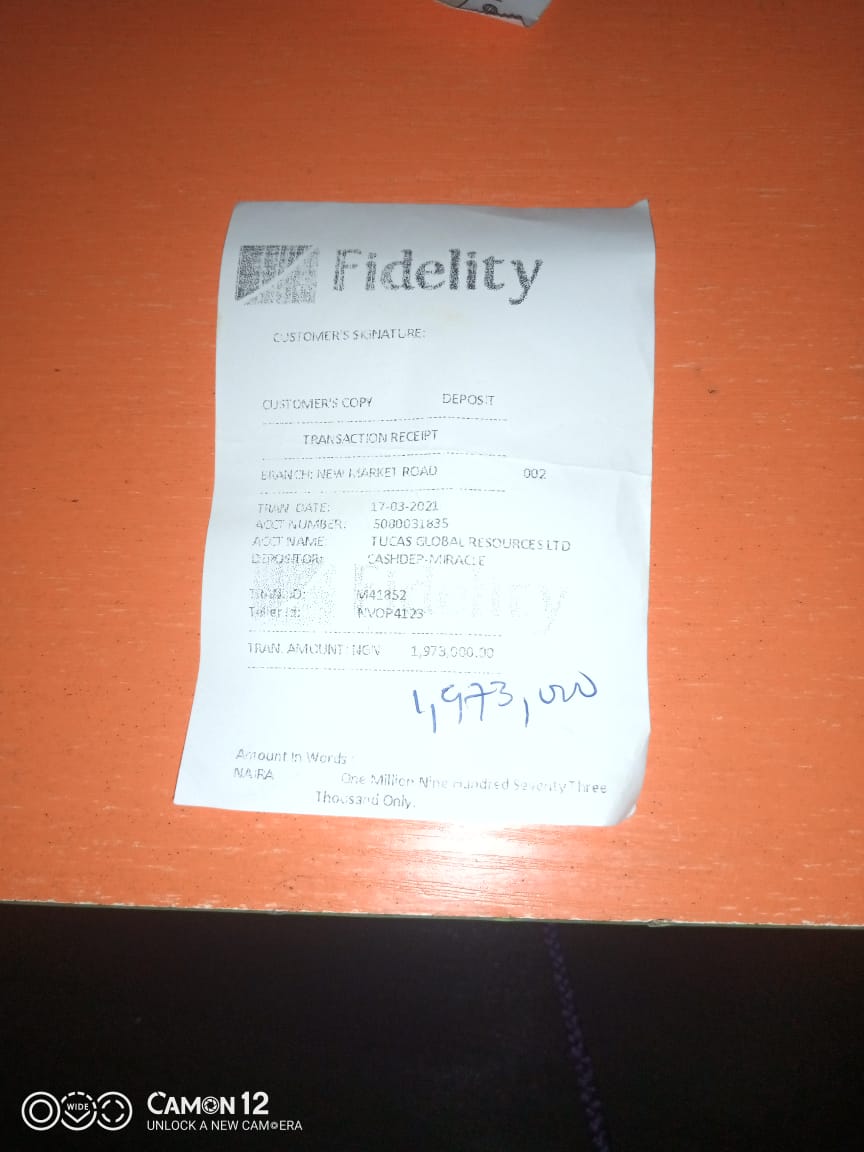 Fidelity
CUSTOMER'S SIGNATURE:
CUSTOMER'S COPY DEPOSIT
TRANSACTION RECEIPT
BRANCH: NEW MARKET ROAD 002
TRAN. DATE: 17-03-2021
ACCT NUMBER: 5080031835
ACCT NAME: TUCAS GLOBAL RESOURCES LTD
DEPOSITOR: CASHDEP-MIRACLE
TRAN. ID: M41852
Teller Id: NVOP4123
TRAN. AMOUNT: NGN 1,973,000.00
1,973,000
Amount In Words :
NAIRA One Million Nine Hundred Seventy Three
Thousand Only.
WIDE
CAMON 12
UNLOCK A NEW CAMERA